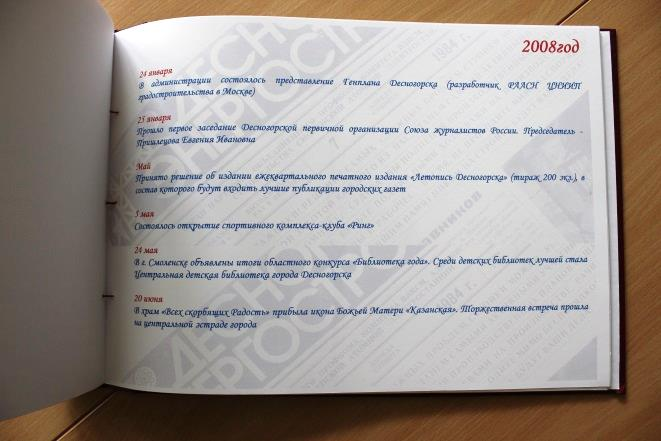 2008год
24 января
В администрации состоялось представление Генплана Десногорска (разработчик РААСН ЦНИИП
градостроительства в Москве)
25 января
Прошло первое заседание Десногорской первичной организации Союза журналистов России. Председатель -
Пришлецова Евгения Ивановна
Май
Принято решение об издании ежеквартального печатного издания «Летопись Десногорска» (тираж 200 экз.), в
состав которого будут входить лучшие публикации городских газет
5 мая
Состоялось открытие спортивного комплекса-клуба «Ринг»
24 мая
В г. Смоленске объявлены итоги областного конкурса «Библиотека года». Среди детских библиотек лучшей стала
Центральная детская библиотека города Десногорска
20 июня
В храм «Всех скорбящих Радость» прибыла икона Божьей Матери «Казанская». Торжественная встреча прошла
на центральной эстраде города